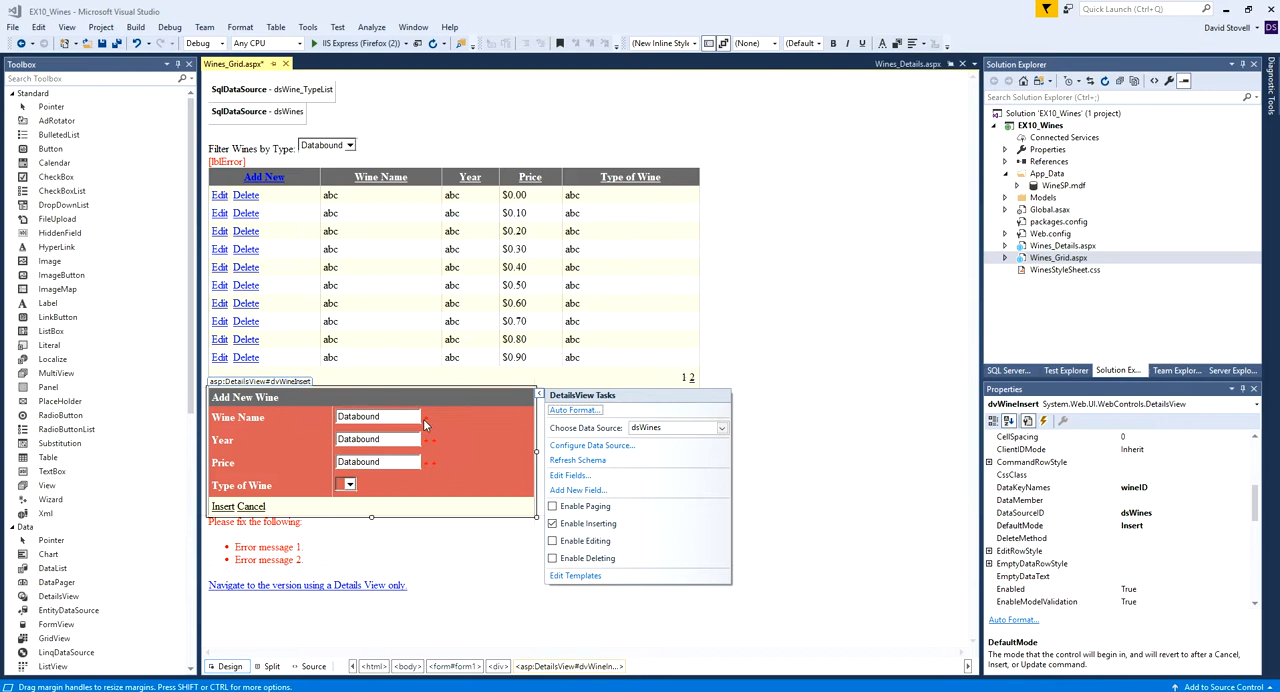 EX10_Wines - Microsoft Visual Studio
Quick Launch (Ctrl+;)
File Edit View Project Build Debug Team Format Table Tools Test Analyze Window Help
David Stovell DS
Debug Any CPU IIS Express (Firefox (2)) (New Inline Style (None) (Default)
Toolbox
Search Toolbox
Standard
Pointer
AdRotator
BulletedList
Button
Calendar
CheckBox
CheckBoxList
DropDownList
FileUpload
HiddenField
HyperLink
Image
ImageButton
ImageMap
Label
LinkButton
ListBox
Literal
Localize
MultiView
Panel
PlaceHolder
RadioButton
RadioButtonList
Substitution
Table
TextBox
View
Wizard
Xml
Data
Pointer
Chart
DataList
DataPager
DetailsView
EntityDataSource
FormView
GridView
LinqDataSource
ListView
Wines_Grid.aspx*
Wines_Details.aspx
SqlDataSource - dsWine_TypeList
SqlDataSource - dsWines
Filter Wines by Type: Databound
[lblError]
Add New Wine Name Year Price Type of Wine
Edit Delete abc abc $0.00 abc
Edit Delete abc abc $0.10 abc
Edit Delete abc abc $0.20 abc
Edit Delete abc abc $0.30 abc
Edit Delete abc abc $0.40 abc
Edit Delete abc abc $0.50 abc
Edit Delete abc abc $0.60 abc
Edit Delete abc abc $0.70 abc
Edit Delete abc abc $0.80 abc
Edit Delete abc abc $0.90 abc
1 2
asp:DetailsView#dvWineInsert
Add New Wine
Wine Name Databound *
Year Databound * *
Price Databound * *
Type of Wine
Insert Cancel
Please fix the following:
• Error message 1.
• Error message 2.
Navigate to the version using a Details View only.
DetailsView Tasks
Auto Format...
Choose Data Source: dsWines
Configure Data Source...
Refresh Schema
Edit Fields...
Add New Field...
Enable Paging
Enable Inserting
Enable Editing
Enable Deleting
Edit Templates
Design Split Source <html> <body> <form#form1> <div> <asp:DetailsView#dvWineIn...>
Solution Explorer
Search Solution Explorer (Ctrl+;)
Solution 'EX10_Wines' (1 project)
EX10_Wines
Connected Services
Properties
References
App_Data
WineSP.mdf
Models
Global.asax
packages.config
Web.config
Wines_Details.aspx
Wines_Grid.aspx
WinesStyleSheet.css
SQL Server... Test Explorer Solution Ex... Team Explor... Server Explo...
Properties
dvWineInsert System.Web.UI.WebControls.DetailsView
CellSpacing 0
ClientIDMode Inherit
CommandRowStyle
CssClass
DataKeyNames wineID
DataMember
DataSourceID dsWines
DefaultMode Insert
DeleteMethod
EditRowStyle
EmptyDataRowStyle
EmptyDataText
Enabled True
EnableModelValidation True
Auto Format...
DefaultMode
The mode that the control will begin in, and will revert to after a Cancel,
Insert, or Update command.
Diagnostic Tools
Drag margin handles to resize margins. Press SHIFT or CTRL for more options.
Add to Source Control